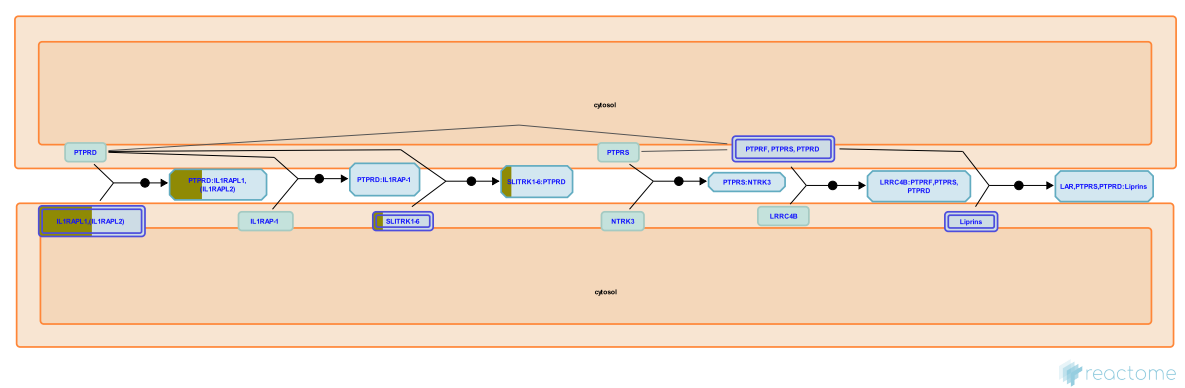 cytosol
PTPRD
PTPRS
PTPRF, PTPRS, PTPRD
PTPRD:IL1RAPL1,
(IL1RAPL2)
PTPRD:IL1RAP-1
SLITRK1-6:PTPRD
PTPRS:NTRK3
LRRC4B:PTPRF,PTPRS,
PTPRD
LAR,PTPRS,PTPRD:Liprins
IL1RAPL1,(IL1RAPL2)
IL1RAP-1
SLITRK1-6
NTRK3
LRRC4B
Liprins
cytosol
reactome